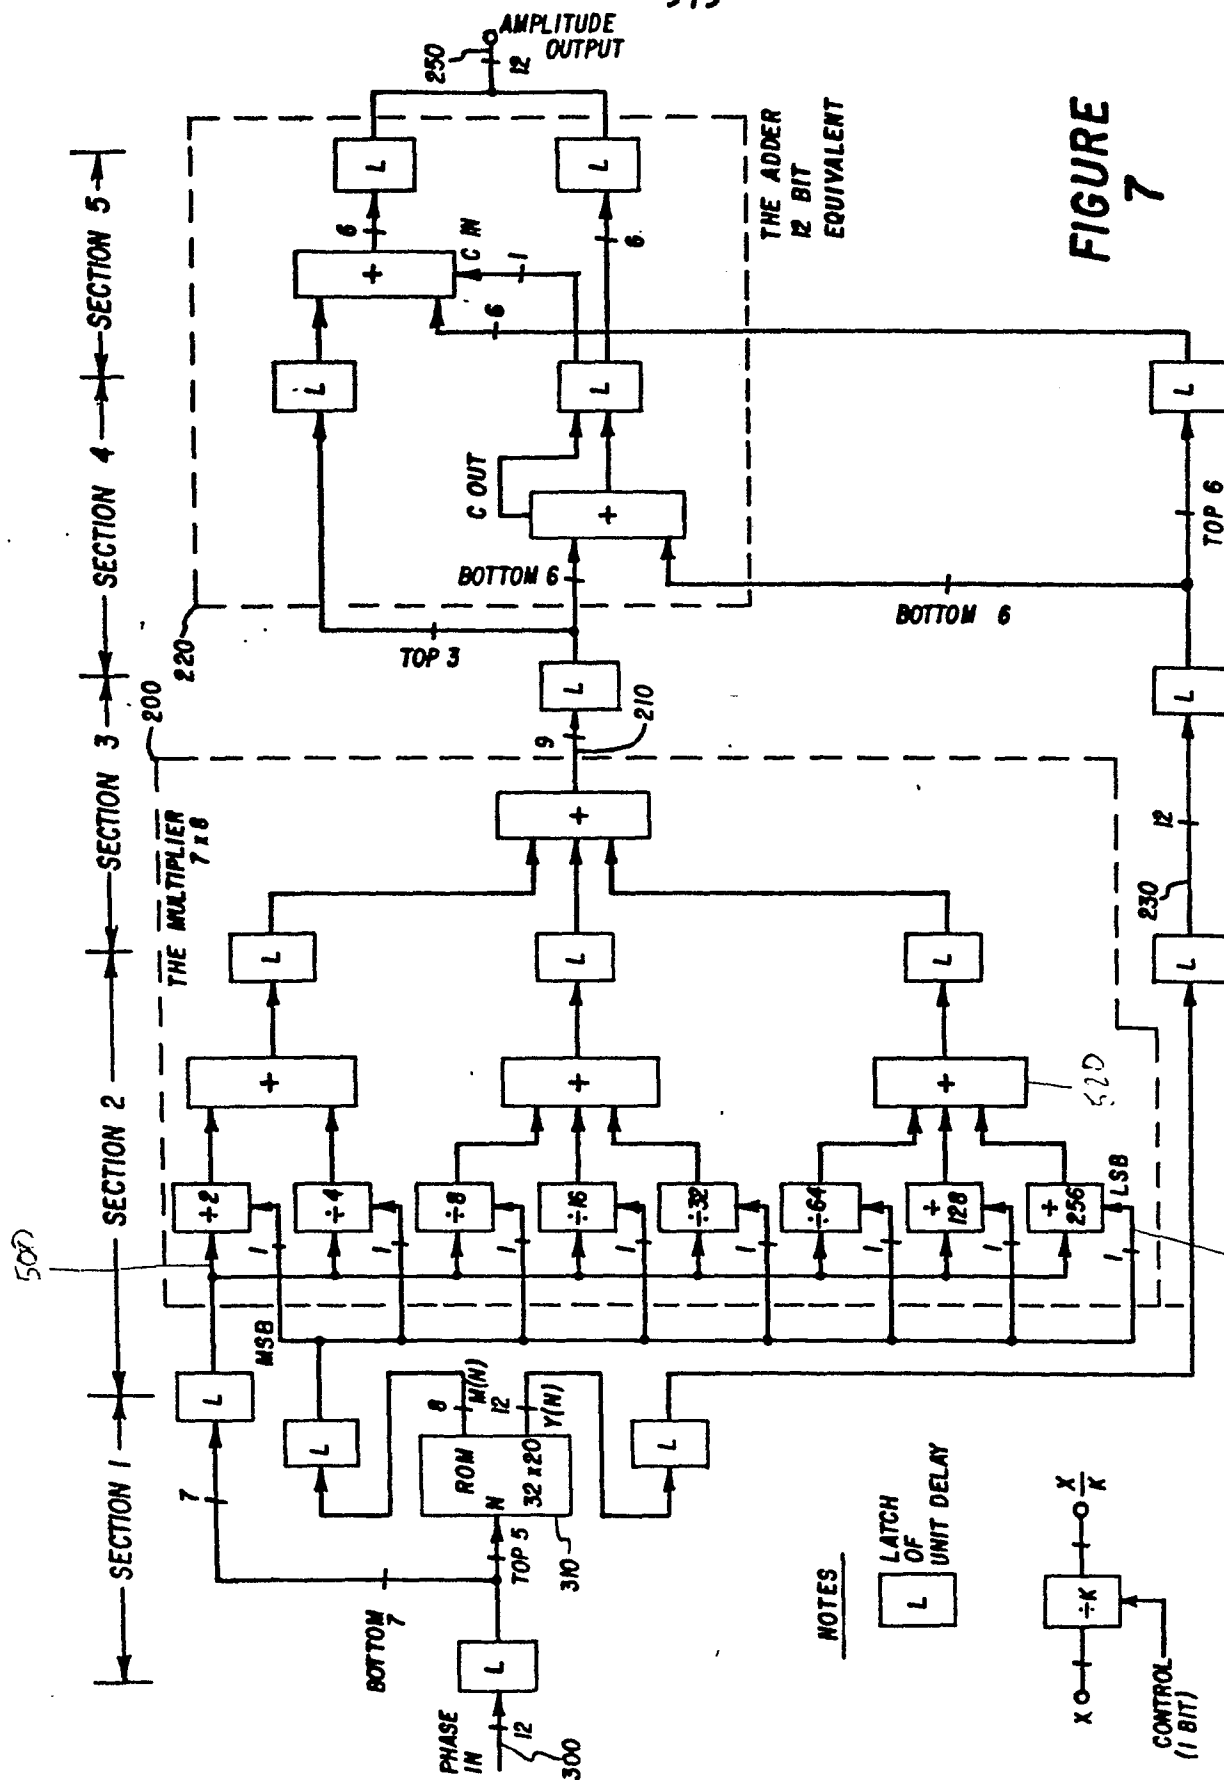 SECTION 1
SECTION 2
SECTION 3
SECTION 4
SECTION 5
500
200
220
250
AMPLITUDE
OUTPUT
12
THE MULTIPLIER
7 x 8
PHASE
IN
12
300
L
BOTTOM
7
TOP 5
7
L
N
ROM
32 x 20
310
8
M(N)
12
Y(N)
L
L
MSB
1
1
1
1
1
1
1
1
LSB
÷2
÷4
÷8
÷16
÷32
÷64
÷
128
÷
256
+
+
+
520
L
L
L
+
9
210
L
TOP 3
BOTTOM 6
+
C OUT
L
L
6
1
C IN
+
6
6
L
L
THE ADDER
12 BIT
EQUIVALENT
BOTTOM 6
L
230
12
L
TOP 6
L
NOTES
L
LATCH
OF
UNIT DELAY
X
÷K
X
K
CONTROL
(1 BIT)
FIGURE
7